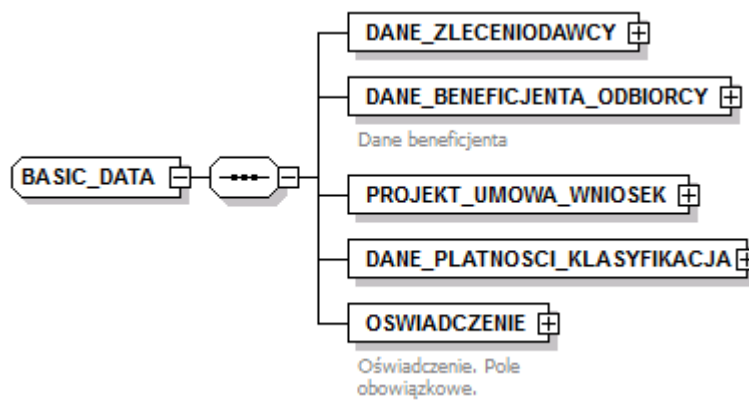 DANE_ZLECENIODAWCY
DANE_BENEFICJENTA_ODBIORCY
Dane beneficjenta
BASIC_DATA
PROJEKT_UMOWA_WNIOSEK
DANE_PLATNOSCI_KLASYFIKACJA
OSWIADCZENIE
Oświadczenie. Pole
obowiązkowe.